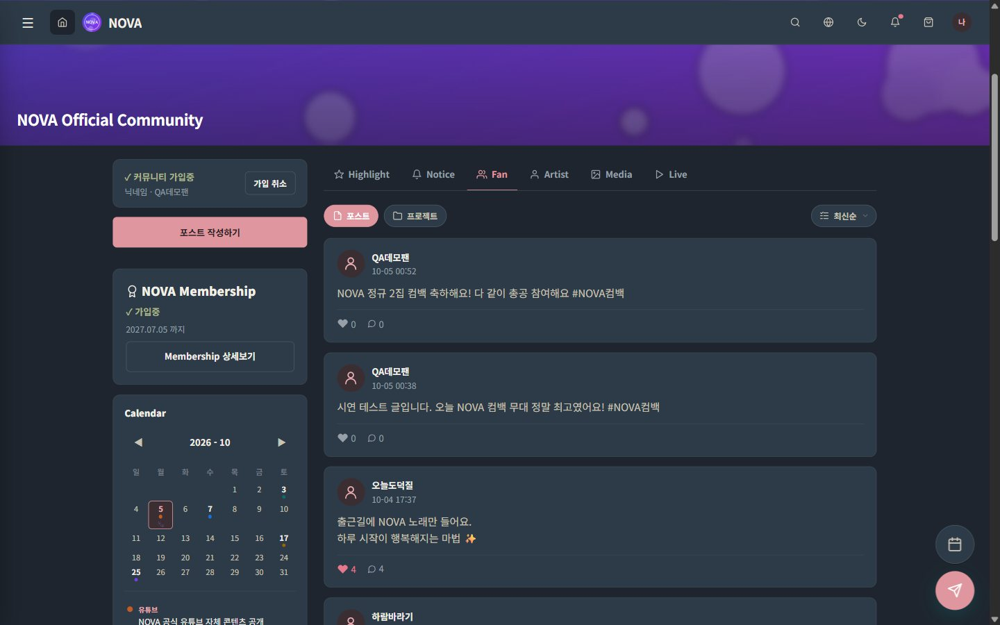 NOVA
NOVA
나
NOVA Official Community
✓ 커뮤니티 가입중
닉네임 · QA데모팬
가입 취소
포스트 작성하기
NOVA Membership
✓ 가입중
2027.07.05 까지
Membership 상세보기
Calendar
◀ 2026 - 10 ▶
일 월 화 수 목 금 토
1 2 3
4 5 6 7 8 9 10
11 12 13 14 15 16 17
18 19 20 21 22 23 24
25 26 27 28 29 30 31
유튜브
NOVA 공식 유튜브 자체 콘텐츠 공개
Highlight Notice Fan Artist Media Live
포스트 프로젝트 최신순
QA데모팬
10-05 00:52
NOVA 정규 2집 컴백 축하해요! 다 같이 총공 참여해요 #NOVA컴백
0 0
QA데모팬
10-05 00:38
시연 테스트 글입니다. 오늘 NOVA 컴백 무대 정말 최고였어요! #NOVA컴백
0 0
오늘도덕질
10-04 17:37
출근길에 NOVA 노래만 들어요.
하루 시작이 행복해지는 마법 ✨
4 4
하람바라기